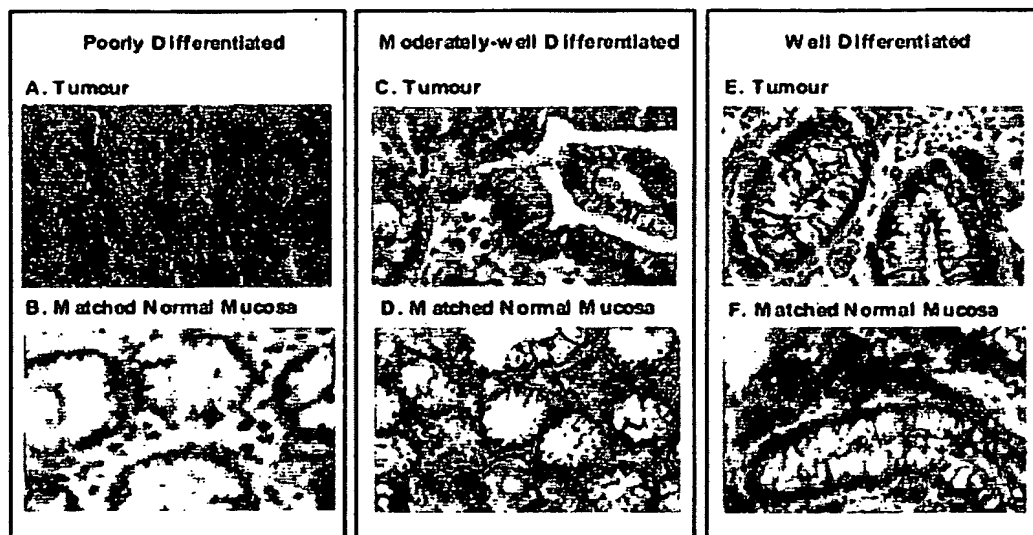 Poorly Differentiated
A. Tumour
B. Matched Normal Mucosa
Moderately-well Differentiated
C. Tumour
D. Matched Normal Mucosa
Well Differentiated
E. Tumour
F. Matched Normal Mucosa